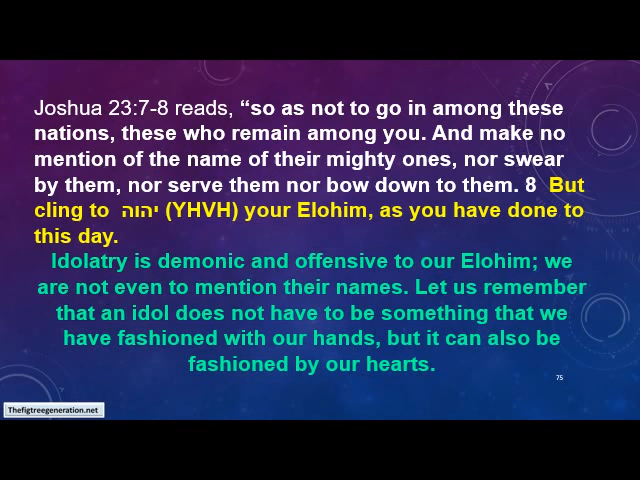 Joshua 23:7-8 reads, “so as not to go in among these
nations, these who remain among you. And make no
mention of the name of their mighty ones, nor swear
by them, nor serve them nor bow down to them. 8 But
cling to יהוה (YHVH) your Elohim, as you have done to
this day.
Idolatry is demonic and offensive to our Elohim; we
are not even to mention their names. Let us remember
that an idol does not have to be something that we
have fashioned with our hands, but it can also be
fashioned by our hearts.
75
Thefigtreegeneration.net